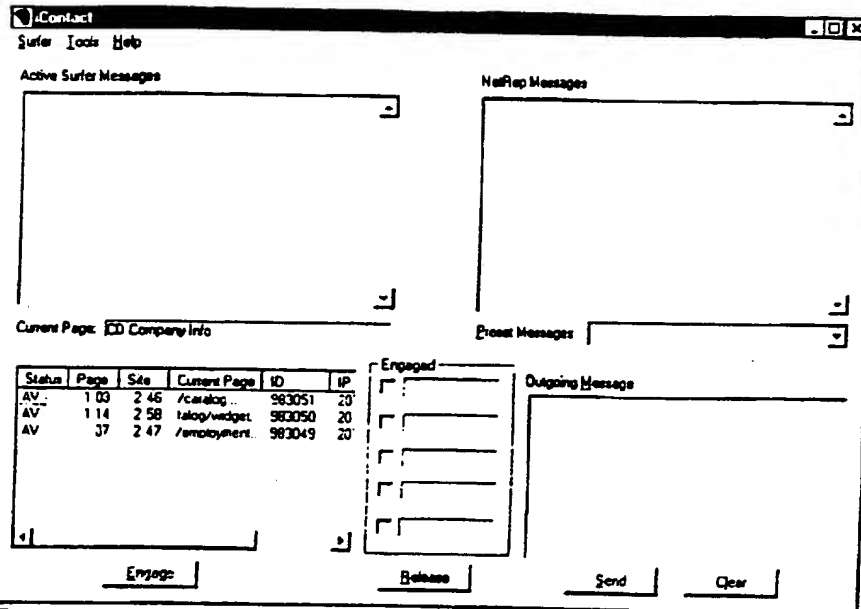 iContact
Surfer Tools Help
Active Surfer Messages
NetRep Messages
Current Page: ICD Company Info
Preset Messages
Status Page Site Current Page ID IP
AV 1 03 2 46 /catalog... 983051 20
AV 1 14 2 58 talog/widget 983050 20
AV 37 2 47 /employment.. 983049 20
Engaged
Outgoing Message
Engage
Release
Send
Clear